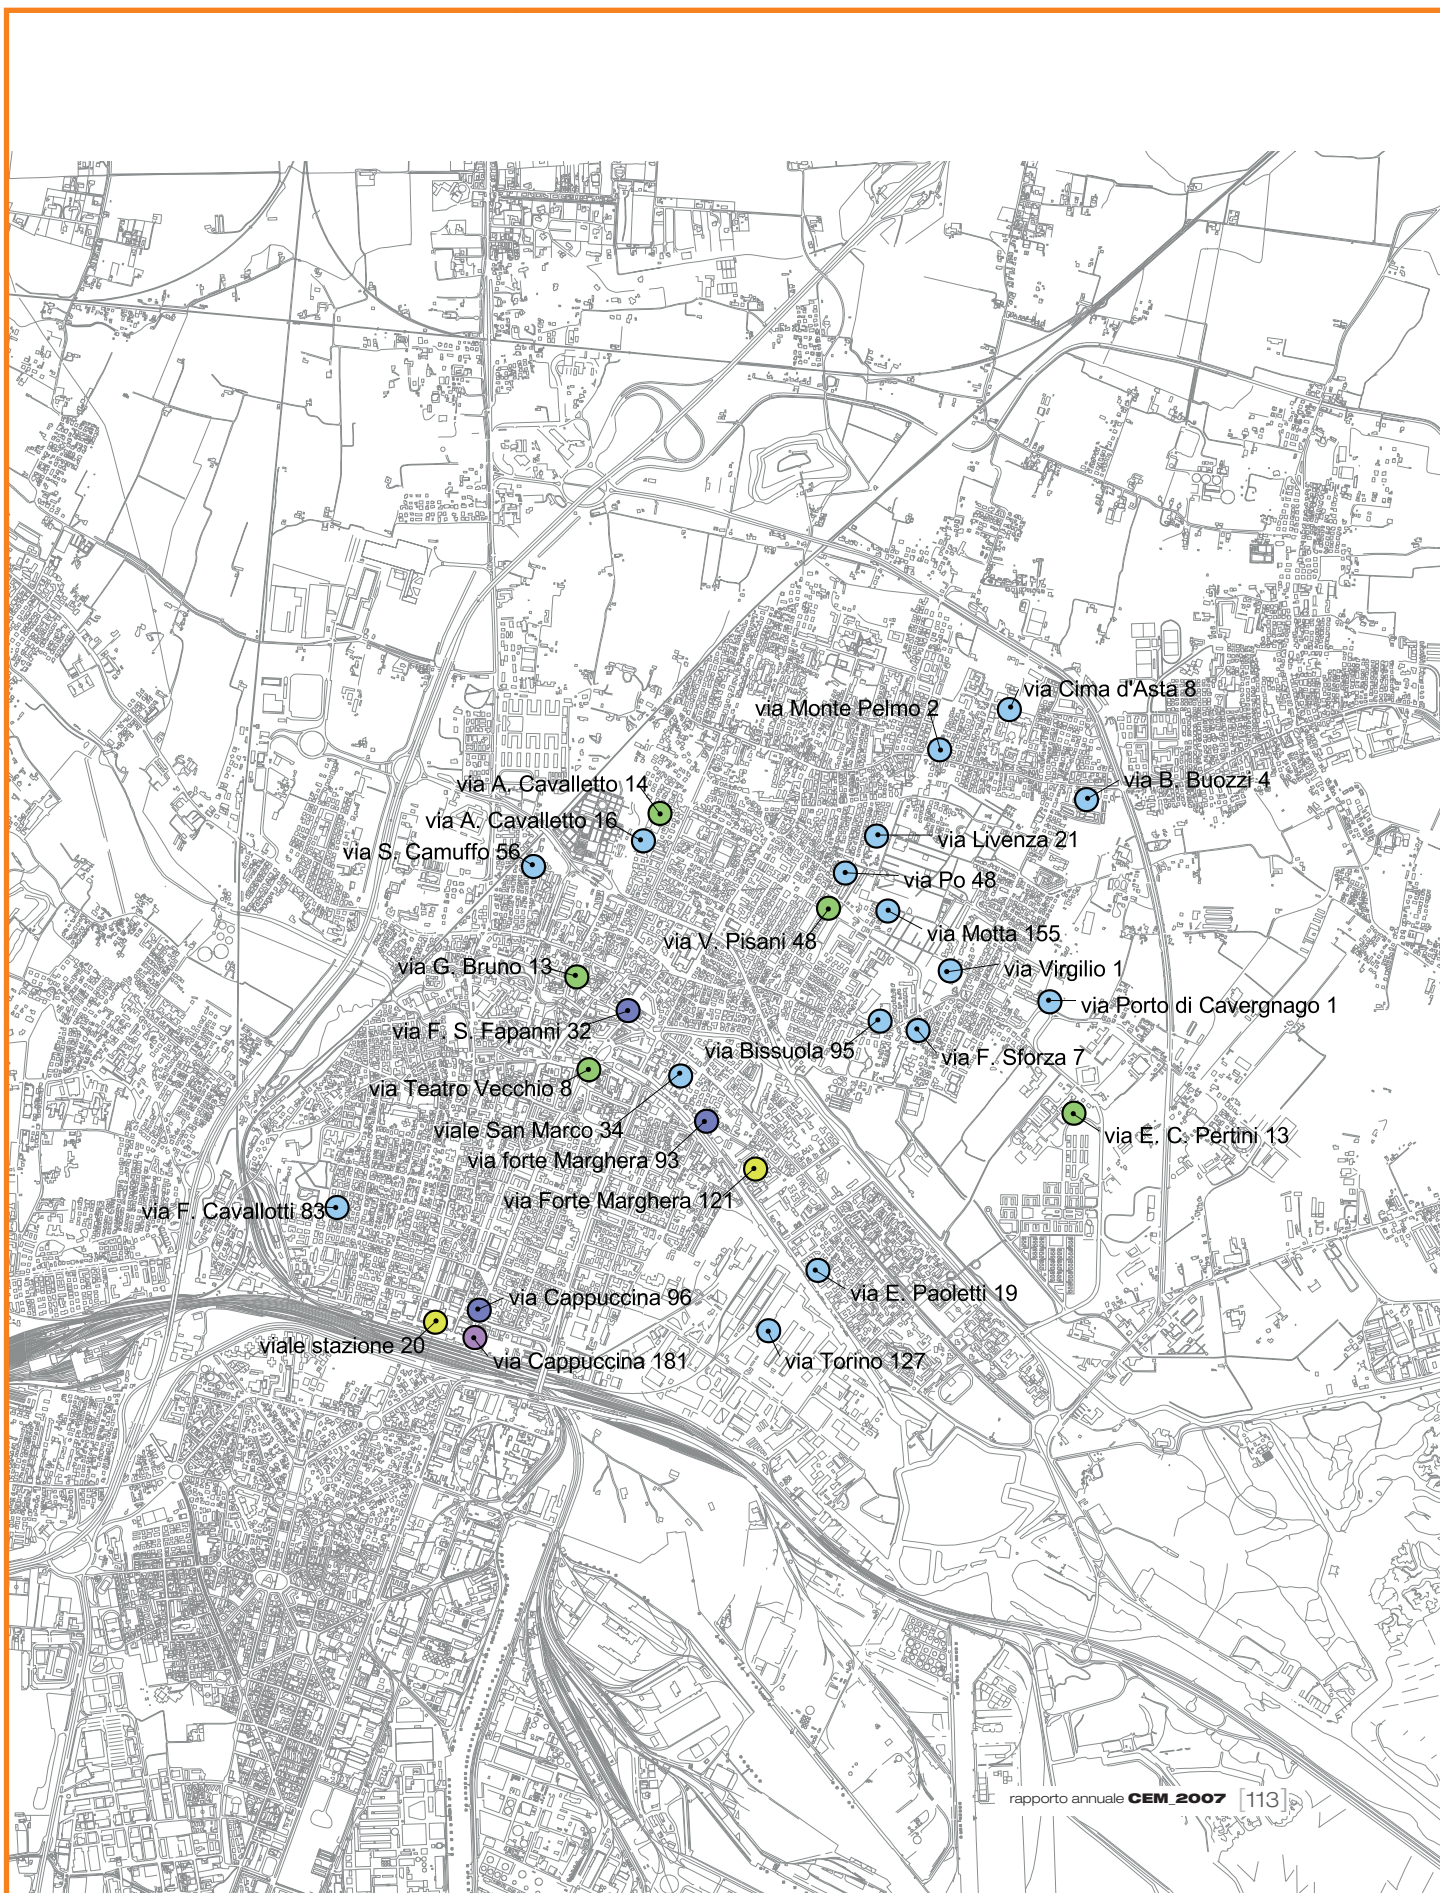 via Cima d'Asta 8
via Monte Pelmo 2
via B. Buozzi 4
via A. Cavalletto 14
via A. Cavalletto 16
via Livenza 21
via S. Camuffo 56
via Po 48
via V. Pisani 48
via Motta 155
via G. Bruno 13
via Virgilio 1
via Porto di Cavergnago 1
via F. S. Fapanni 32
via Bissuola 95
via F. Sforza 7
via Teatro Vecchio 8
viale San Marco 34
via E. C. Pertini 13
via forte Marghera 93
via Forte Marghera 121
via F. Cavallotti 83
via E. Paoletti 19
via Cappuccina 96
viale stazione 20
via Cappuccina 181
via Torino 127
rapporto annuale CEM_2007 [113]